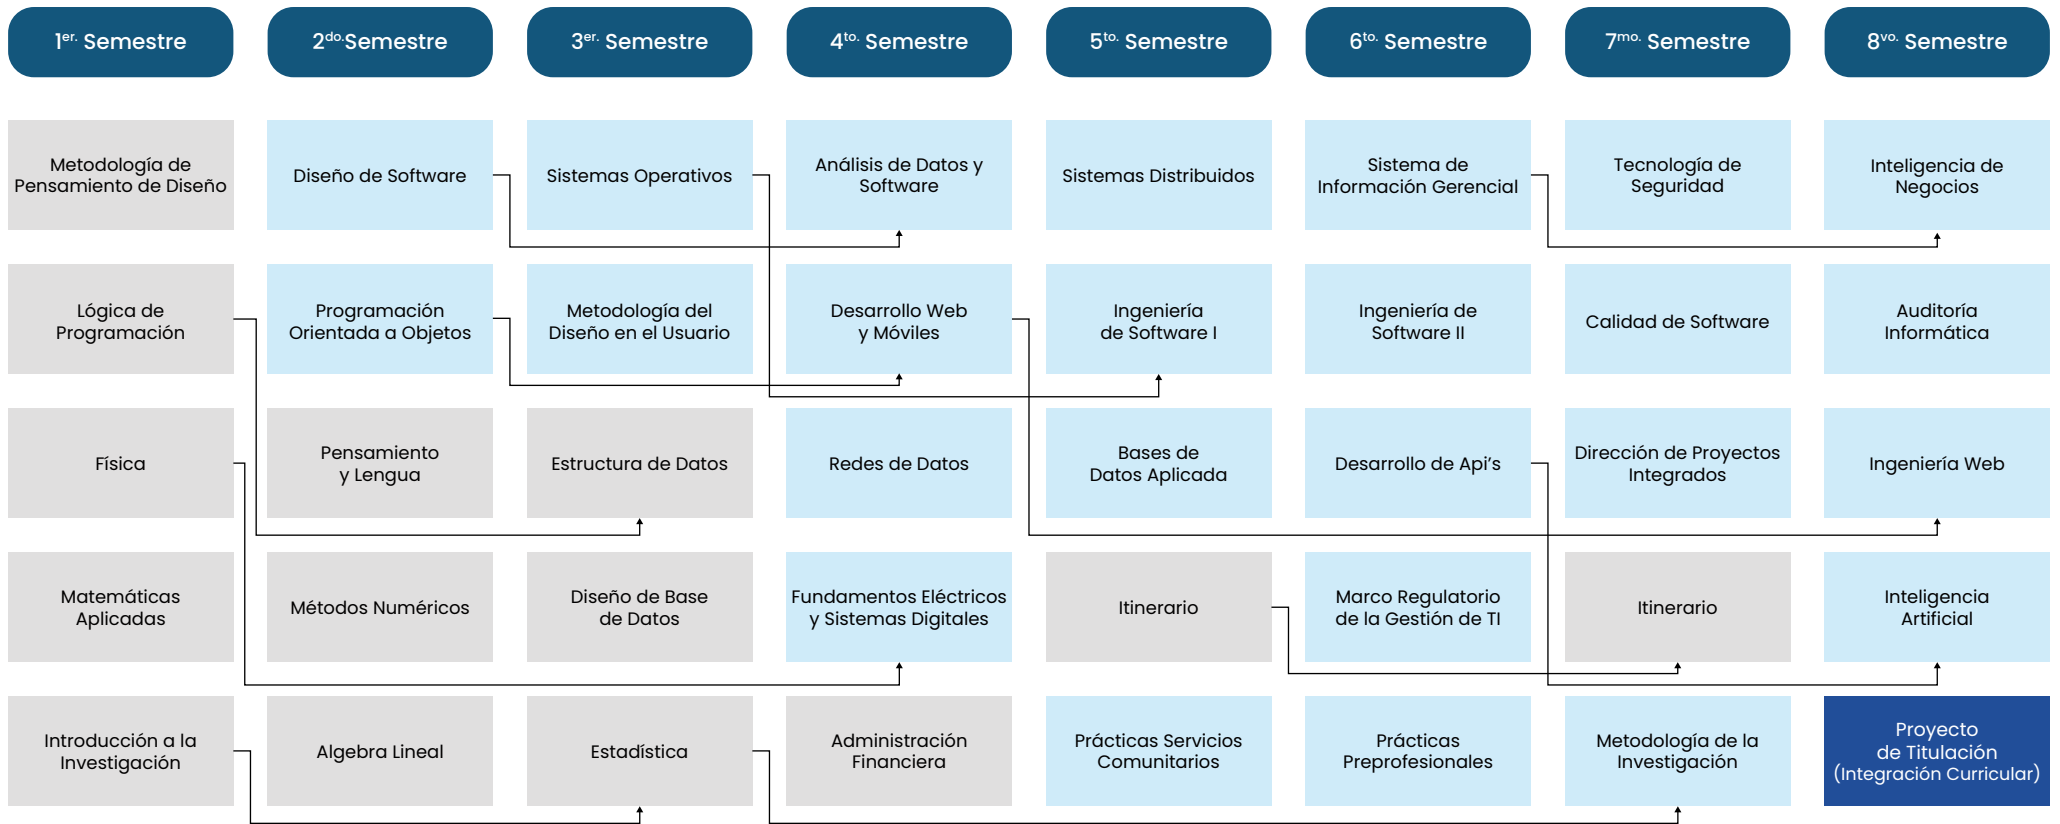 1er. Semestre
2do.Semestre
3er. Semestre
4to. Semestre
5to. Semestre
6to. Semestre
7mo. Semestre
8vo. Semestre
Metodología de
Pensamiento de Diseño
Diseño de Software
Sistemas Operativos
Análisis de Datos y
Software
Sistemas Distribuidos
Sistema de
Información Gerencial
Tecnología de
Seguridad
Inteligencia de
Negocios
Lógica de
Programación
Programación
Orientada a Objetos
Metodología del
Diseño en el Usuario
Desarrollo Web
y Móviles
Ingeniería
de Software I
Ingeniería de
Software II
Calidad de Software
Auditoría
Informática
Física
Pensamiento
y Lengua
Estructura de Datos
Redes de Datos
Bases de
Datos Aplicada
Desarrollo de Api's
Dirección de Proyectos
Integrados
Ingeniería Web
Matemáticas
Aplicadas
Métodos Numéricos
Diseño de Base
de Datos
Fundamentos Eléctricos
y Sistemas Digitales
Itinerario
Marco Regulatorio
de la Gestión de TI
Itinerario
Inteligencia
Artificial
Introducción a la
Investigación
Algebra Lineal
Estadística
Administración
Financiera
Prácticas Servicios
Comunitarios
Prácticas
Preprofesionales
Metodología de la
Investigación
Proyecto
de Titulación
(Integración Curricular)